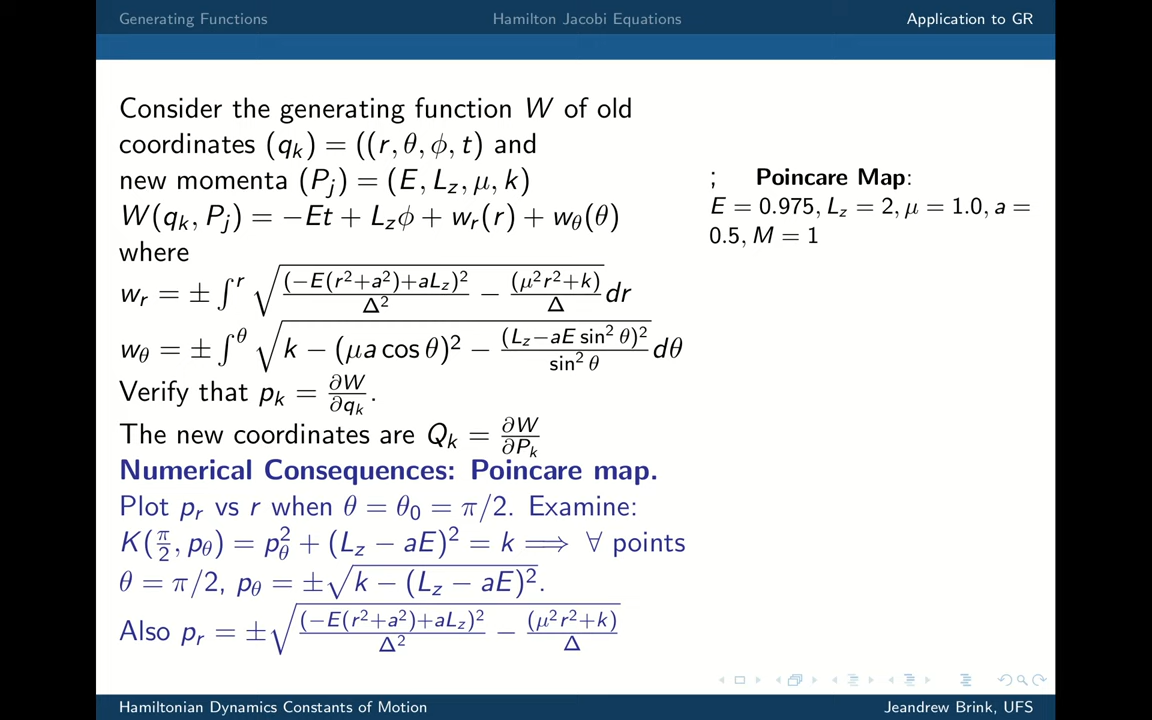 Generating Functions
Hamilton Jacobi Equations
Application to GR
Consider the generating function W of old
coordinates (q_k) = ((r, θ, ϕ, t) and
new momenta (P_j) = (E, L_z, μ, k)
W(q_k, P_j) = −Et + L_zϕ + w_r(r) + w_θ(θ)
where
w_r = ± ∫^r √((−E(r²+a²)+aL_z)²/Δ² − (μ²r²+k)/Δ) dr
w_θ = ± ∫^θ √(k − (μa cos θ)² − (L_z−aE sin² θ)²/sin² θ) dθ
Verify that p_k = ∂W/∂q_k.
The new coordinates are Q_k = ∂W/∂P_k
Numerical Consequences: Poincare map.
Plot p_r vs r when θ = θ_0 = π/2. Examine:
K(π/2, p_θ) = p_θ² + (L_z − aE)² = k ⟹ ∀ points
θ = π/2, p_θ = ±√(k − (L_z − aE)²).
Also p_r = ±√((−E(r²+a²)+aL_z)²/Δ² − (μ²r²+k)/Δ)
; Poincare Map:
E = 0.975, L_z = 2, μ = 1.0, a =
0.5, M = 1
Hamiltonian Dynamics Constants of Motion
Jeandrew Brink, UFS